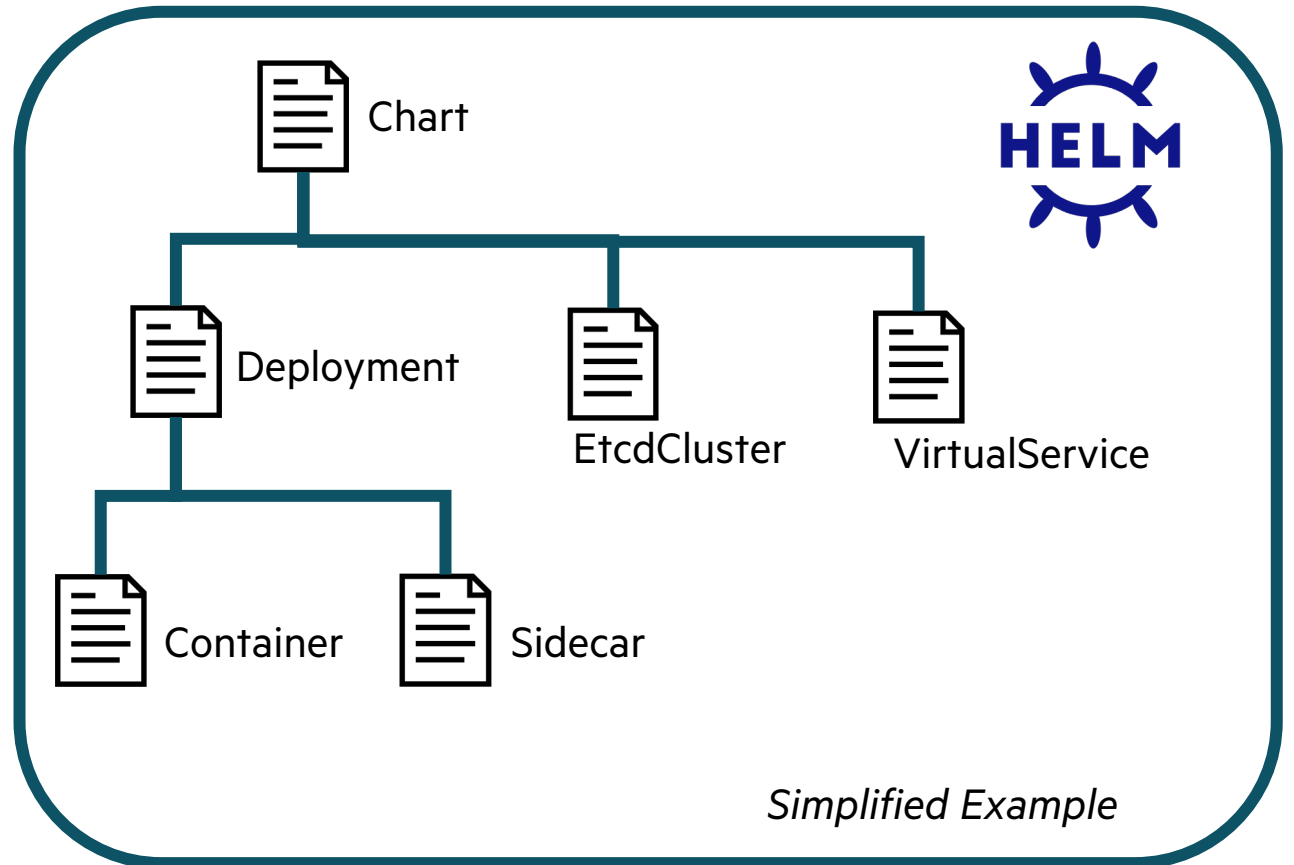 Chart
HELM
Deployment
EtcdCluster
VirtualService
Container
Sidecar
Simplified Example